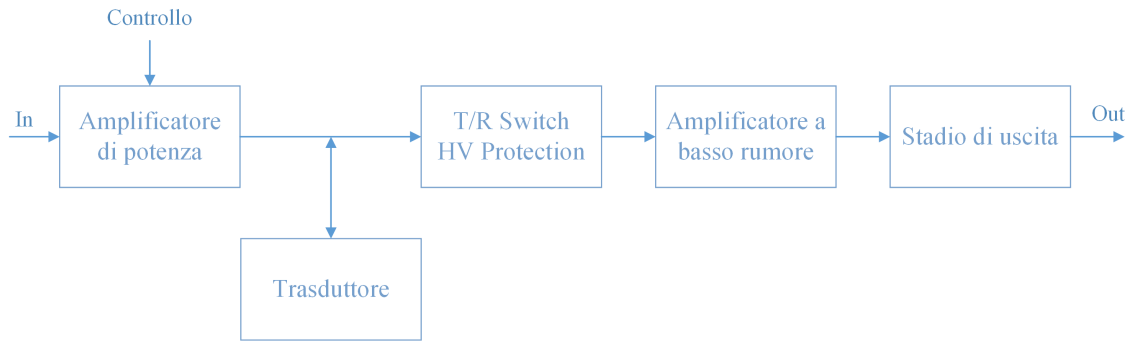 Controllo
In
Amplificatore
di potenza
T/R Switch
HV Protection
Amplificatore a
basso rumore
Stadio di uscita
Out
Trasduttore